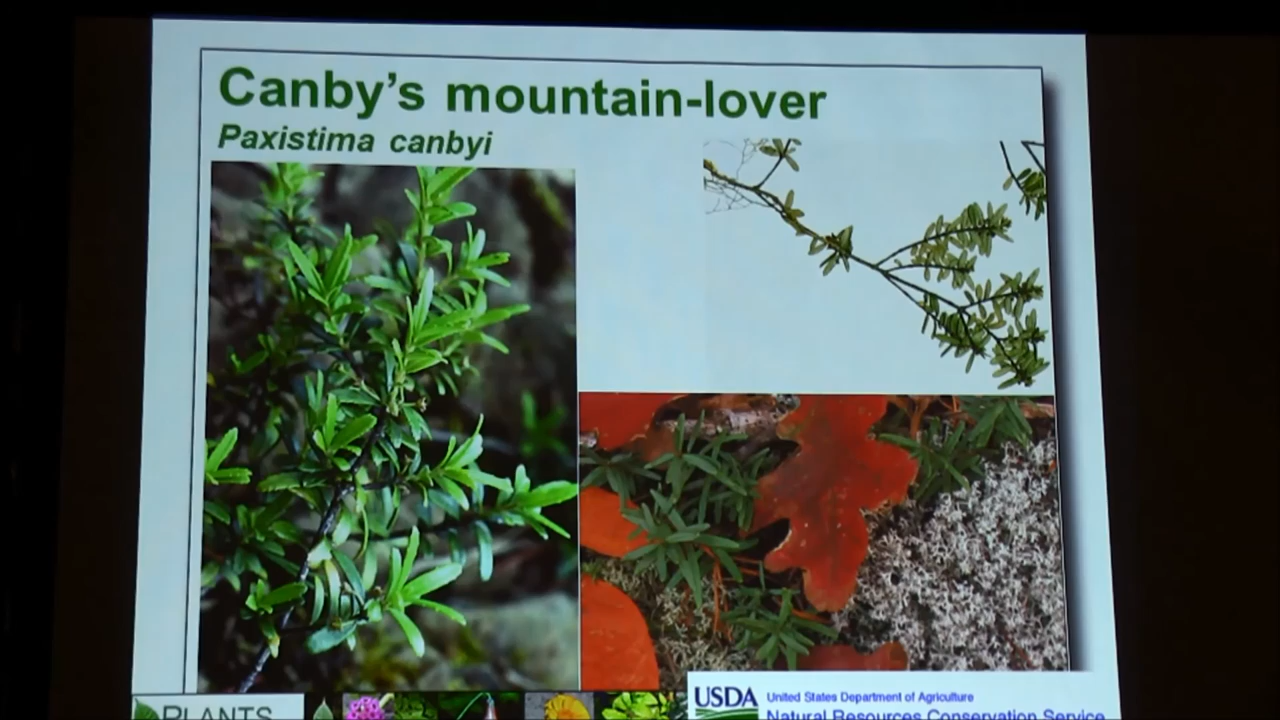 Canby's mountain-lover
Paxistima canbyi
PLANTS
USDA
United States Department of Agriculture
Natural Resources Conservation Service